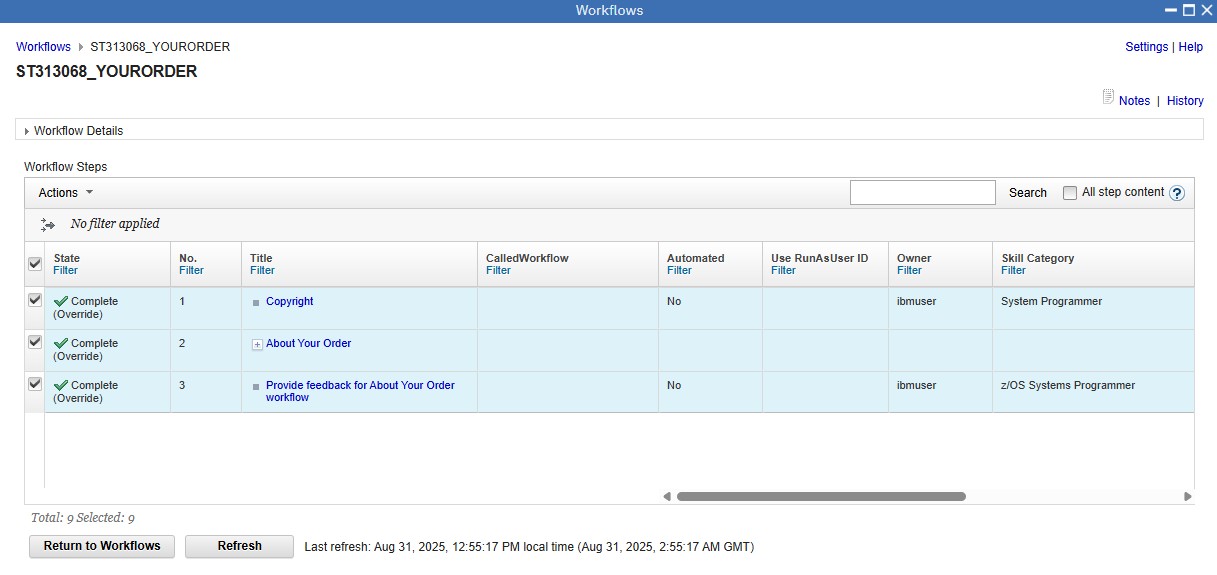 Workflows
Workflows ▸ ST313068_YOURORDER
Settings | Help
ST313068_YOURORDER
Notes | History
Workflow Details
Workflow Steps
Actions
Search
All step content
?
No filter applied
State No. Title CalledWorkflow Automated Use RunAsUser ID Owner Skill Category
Filter Filter Filter Filter Filter Filter Filter Filter
Complete 1 Copyright No ibmuser System Programmer
(Override)
Complete 2 About Your Order
(Override)
Complete 3 Provide feedback for About Your Order No ibmuser z/OS Systems Programmer
(Override) workflow
Total: 9 Selected: 9
Return to Workflows Refresh Last refresh: Aug 31, 2025, 12:55:17 PM local time (Aug 31, 2025, 2:55:17 AM GMT)